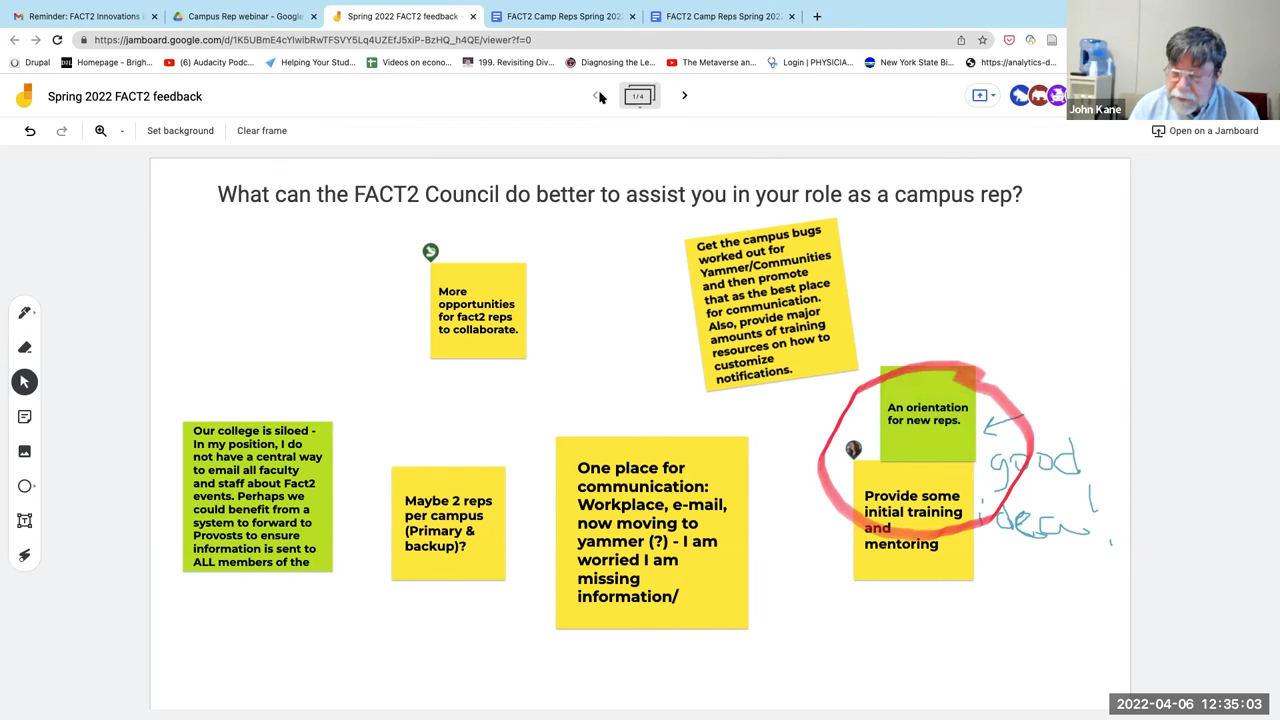 Reminder: FACT2 Innovations
Campus Rep webinar - Google
Spring 2022 FACT2 feedback
FACT2 Camp Reps Spring 202
FACT2 Camp Reps Spring 202
https://jamboard.google.com/d/1K5UBmE4cYlwibRwTFSVY5Lq4UZEfJ5xiP-BzHQ_h4QE/viewer?f=0
Drupal
Homepage - Brigh...
(6) Audacity Podc...
Helping Your Stud...
Videos on econo...
199. Revisiting Div...
Diagnosing the Le...
The Metaverse an...
Login | PHYSICIA...
New York State Bi...
https://analytics-d...
Spring 2022 FACT2 feedback
1/4
John Kane
Set background
Clear frame
Open on a Jamboard
What can the FACT2 Council do better to assist you in your role as a campus rep?
More
opportunities
for fact2 reps
to collaborate.
Get the campus bugs
worked out for
Yammer/Communities
and then promote
that as the best place
for communication.
Also, provide major
amounts of training
resources on how to
customize
notifications.
An orientation
for new reps.
good
idea!
Our college is siloed -
In my position, I do
not have a central way
to email all faculty
and staff about Fact2
events. Perhaps we
could benefit from a
system to forward to
Provosts to ensure
information is sent to
ALL members of the
Maybe 2 reps
per campus
(Primary &
backup)?
One place for
communication:
Workplace, e-mail,
now moving to
yammer (?) - I am
worried I am
missing
information/
Provide some
initial training
and
mentoring
2022-04-06 12:35:03